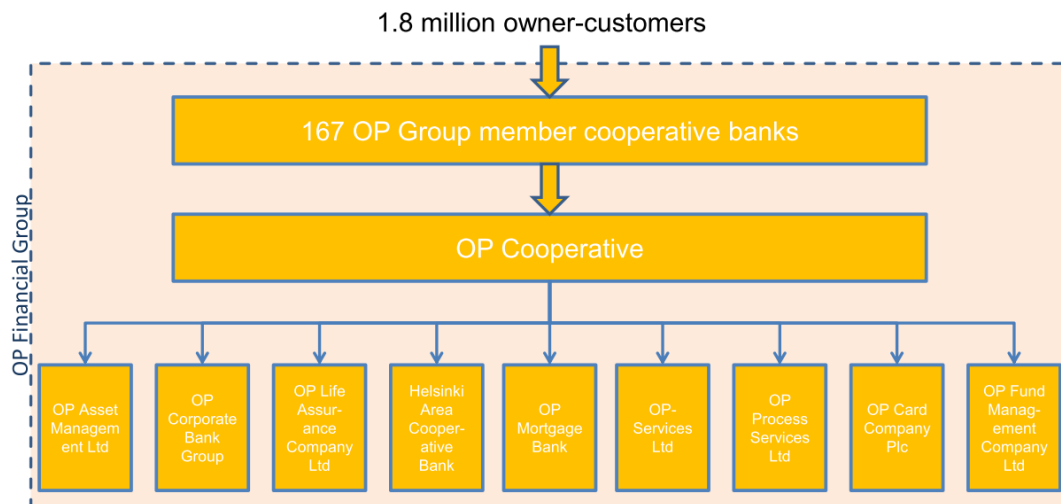 1.8 million owner-customers
167 OP Group member cooperative banks
OP Cooperative
OP Financial Group
OP Asset
Managem
ent Ltd
OP
Corporate
Bank
Group
OP Life
Assur-
ance
Company
Ltd
Helsinki
Area
Cooper-
ative
Bank
OP
Mortgage
Bank
OP-
Services
Ltd
OP
Process
Services
Ltd
OP Card
Company
Plc
OP Fund
Manag-
ement
Company
Ltd